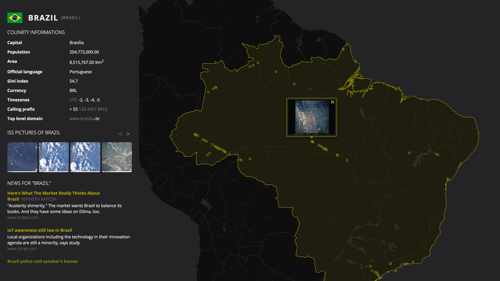 BRAZIL (BRASIL)
COUNTRY INFORMATIONS
Capital Brasília
Population 204,772,000.00
Area 8,515,767.00 Km2
Official language Portuguese
Gini index 54.7
Currency BRL
Timezones UTC -2, -3, -4, -5
Calling prefix + 55 123 4567 8910
Top level domain www.brasilia.br
ISS PICTURES OF BRAZIL < >
NEWS FOR "BRAZIL"
Here's What The Market Really Thinks About
Brazil KENNETH RAPOZA
"Austerity shmerity." The market wants Brazil to balance its
books. And they have some ideas on Dilma, too.
www.forbes.com
IoT awareness still low in Brazil
Local organizations including the technology in their innovation
agenda are still a minority, says study
www.zdnet.com
Brazil police raid speaker's homes